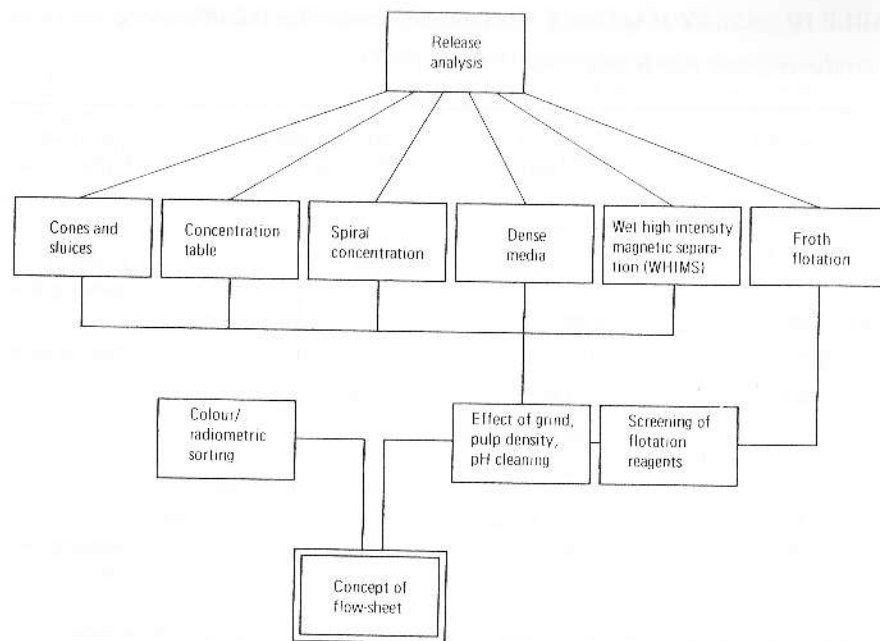 Release
analysis
Cones and
sluices
Concentration
table
Spiral
concentration
Dense
media
Wet high intensity
magnetic separa-
tion (WHIMS)
Froth
flotation
Colour/
radiometric
sorting
Effect of grind,
pulp density,
pH cleaning
Screening of
flotation
reagents
Concept of
flow-sheet